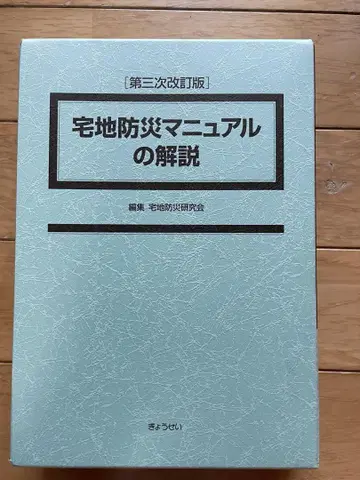 ［第三次改訂版］
宅地防災マニュアル
の解説
編集 宅地防災研究会
ぎょうせい